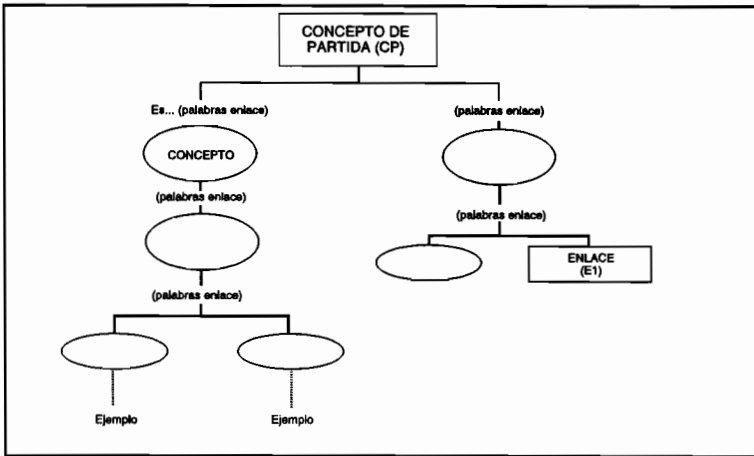 CONCEPTO DE
PARTIDA (CP)
Es... (palabras enlace)
(palabras enlace)
CONCEPTO
(palabras enlace)
(palabras enlace)
ENLACE
(E1)
(palabras enlace)
Ejemplo
Ejemplo